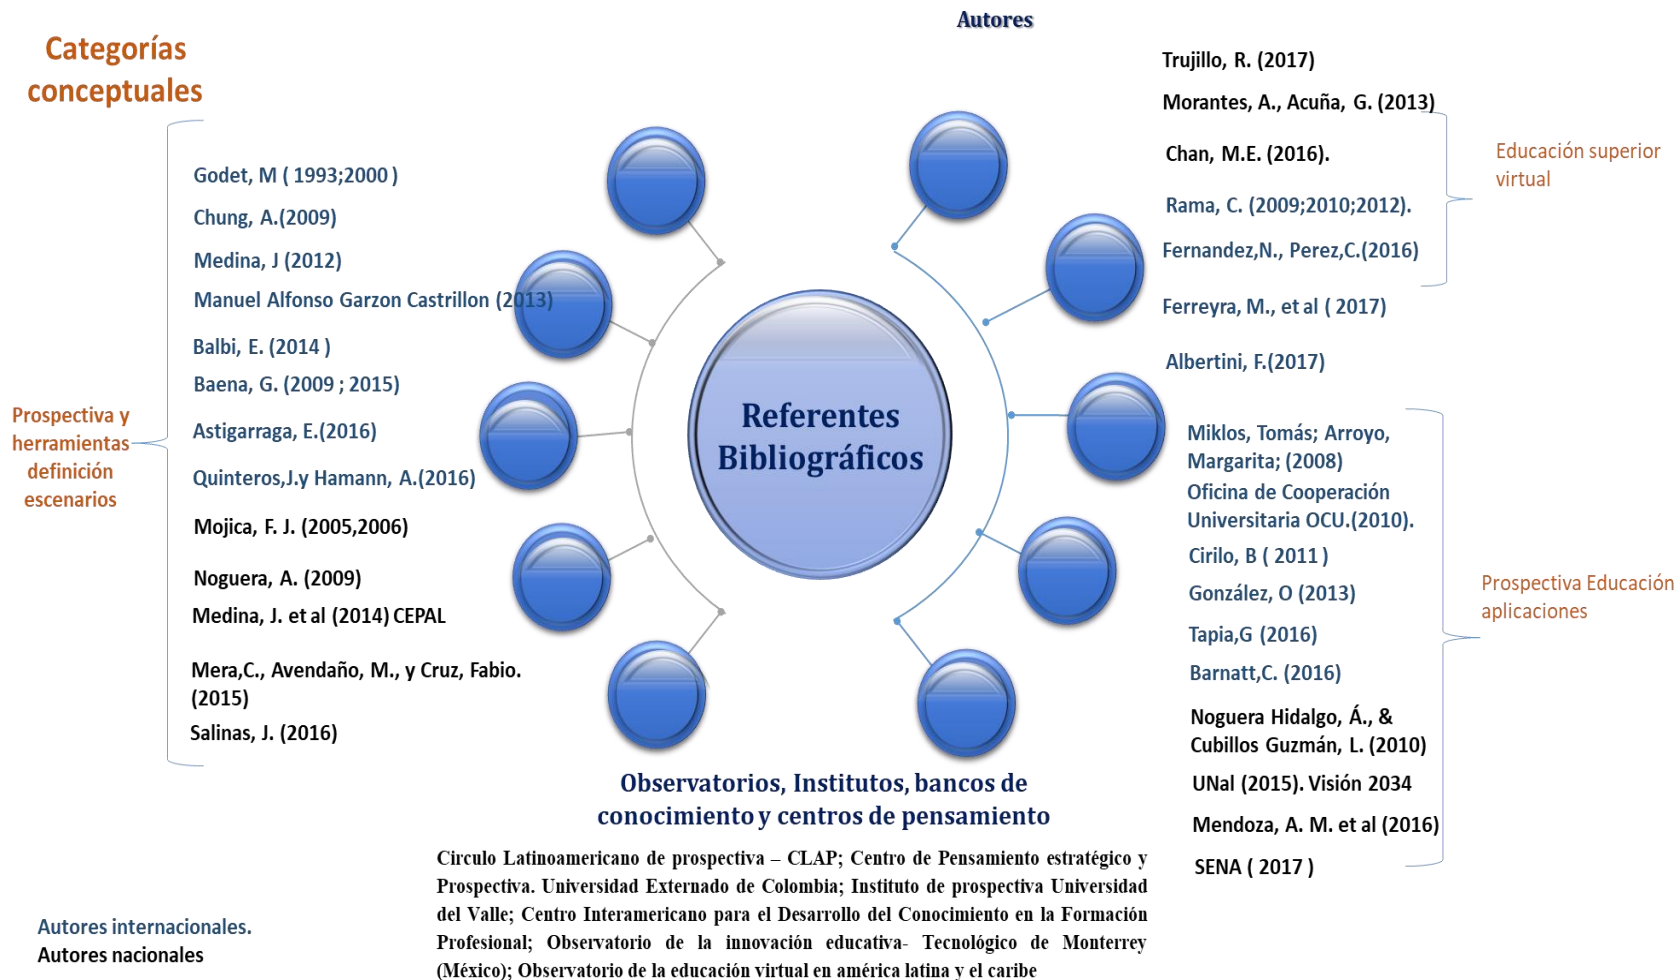 Autores
Categorías
conceptuales
Godet, M ( 1993;2000 )
Chung, A.(2009)
Medina, J (2012)
Manuel Alfonso Garzon Castrillon (2013)
Balbi, E. (2014 )
Baena, G. (2009 ; 2015)
Astigarraga, E.(2016)
Quinteros,J.y Hamann, A.(2016)
Mojica, F. J. (2005,2006)
Noguera, A. (2009)
Medina, J. et al (2014) CEPAL
Mera,C., Avendaño, M., y Cruz, Fabio.
(2015)
Salinas, J. (2016)
Prospectiva y
herramientas
definición
escenarios
Referentes
Bibliográficos
Trujillo, R. (2017)
Morantes, A., Acuña, G. (2013)
Chan, M.E. (2016).
Rama, C. (2009;2010;2012).
Fernandez,N., Perez,C.(2016)
Ferreyra, M., et al ( 2017)
Albertini, F.(2017)
Educación superior
virtual
Miklos, Tomás; Arroyo,
Margarita; (2008)
Oficina de Cooperación
Universitaria OCU.(2010).
Cirilo, B ( 2011 )
González, O (2013)
Tapia,G (2016)
Barnatt,C. (2016)
Noguera Hidalgo, Á., &
Cubillos Guzmán, L. (2010)
UNal (2015). Visión 2034
Mendoza, A. M. et al (2016)
SENA ( 2017 )
Prospectiva Educación
aplicaciones
Observatorios, Institutos, bancos de
conocimiento y centros de pensamiento
Circulo Latinoamericano de prospectiva – CLAP; Centro de Pensamiento estratégico y
Prospectiva. Universidad Externado de Colombia; Instituto de prospectiva Universidad
del Valle; Centro Interamericano para el Desarrollo del Conocimiento en la Formación
Profesional; Observatorio de la innovación educativa- Tecnológico de Monterrey
(México); Observatorio de la educación virtual en américa latina y el caribe
Autores internacionales.
Autores nacionales